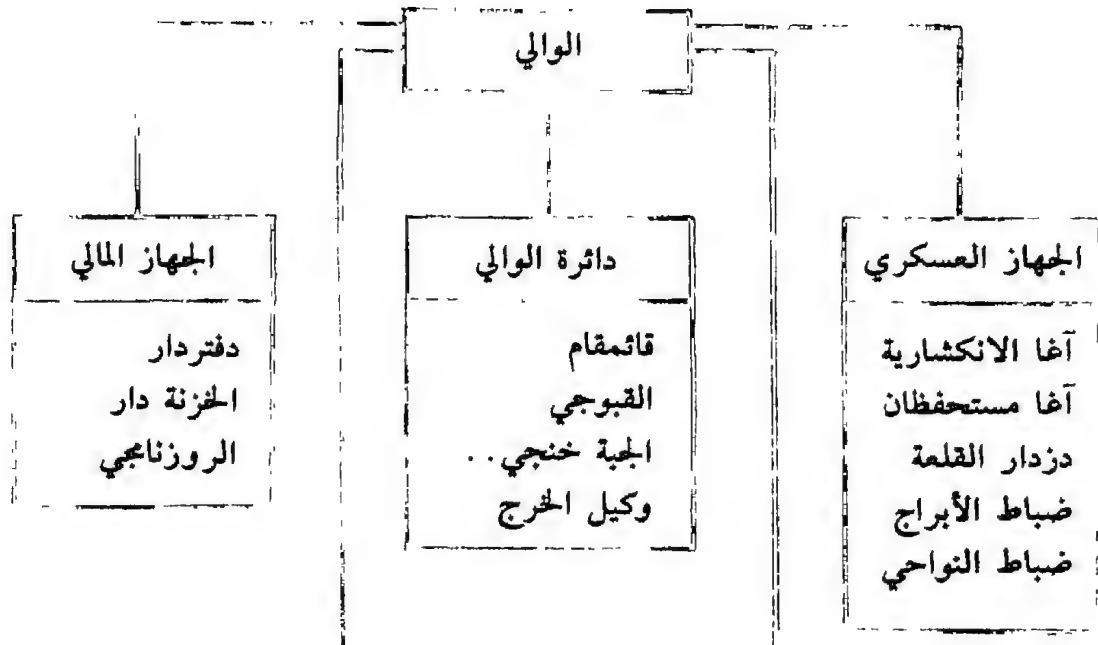 الوالي
الجهاز العسكري
آغا الانكشارية
آغا مستحفظان
دزدار القلعة
ضباط الأبراج
ضباط النواحي
دائرة الوالي
قائمقام
القبوجي
الجبة خنجي..
وكيل الخرج
الجهاز المالي
دفتردار
الخزنة دار
الروزنامجي